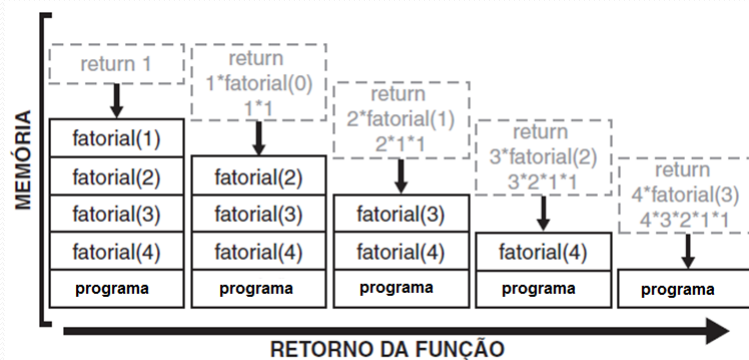 MEMÓRIA
return 1
fatorial(1)
fatorial(2)
fatorial(3)
fatorial(4)
programa
return
1*fatorial(0)
1*1
fatorial(2)
fatorial(3)
fatorial(4)
programa
return
2*fatorial(1)
2*1*1
fatorial(3)
fatorial(4)
programa
return
3*fatorial(2)
3*2*1*1
fatorial(4)
programa
return
4*fatorial(3)
4*3*2*1*1
programa
RETORNO DA FUNÇÃO